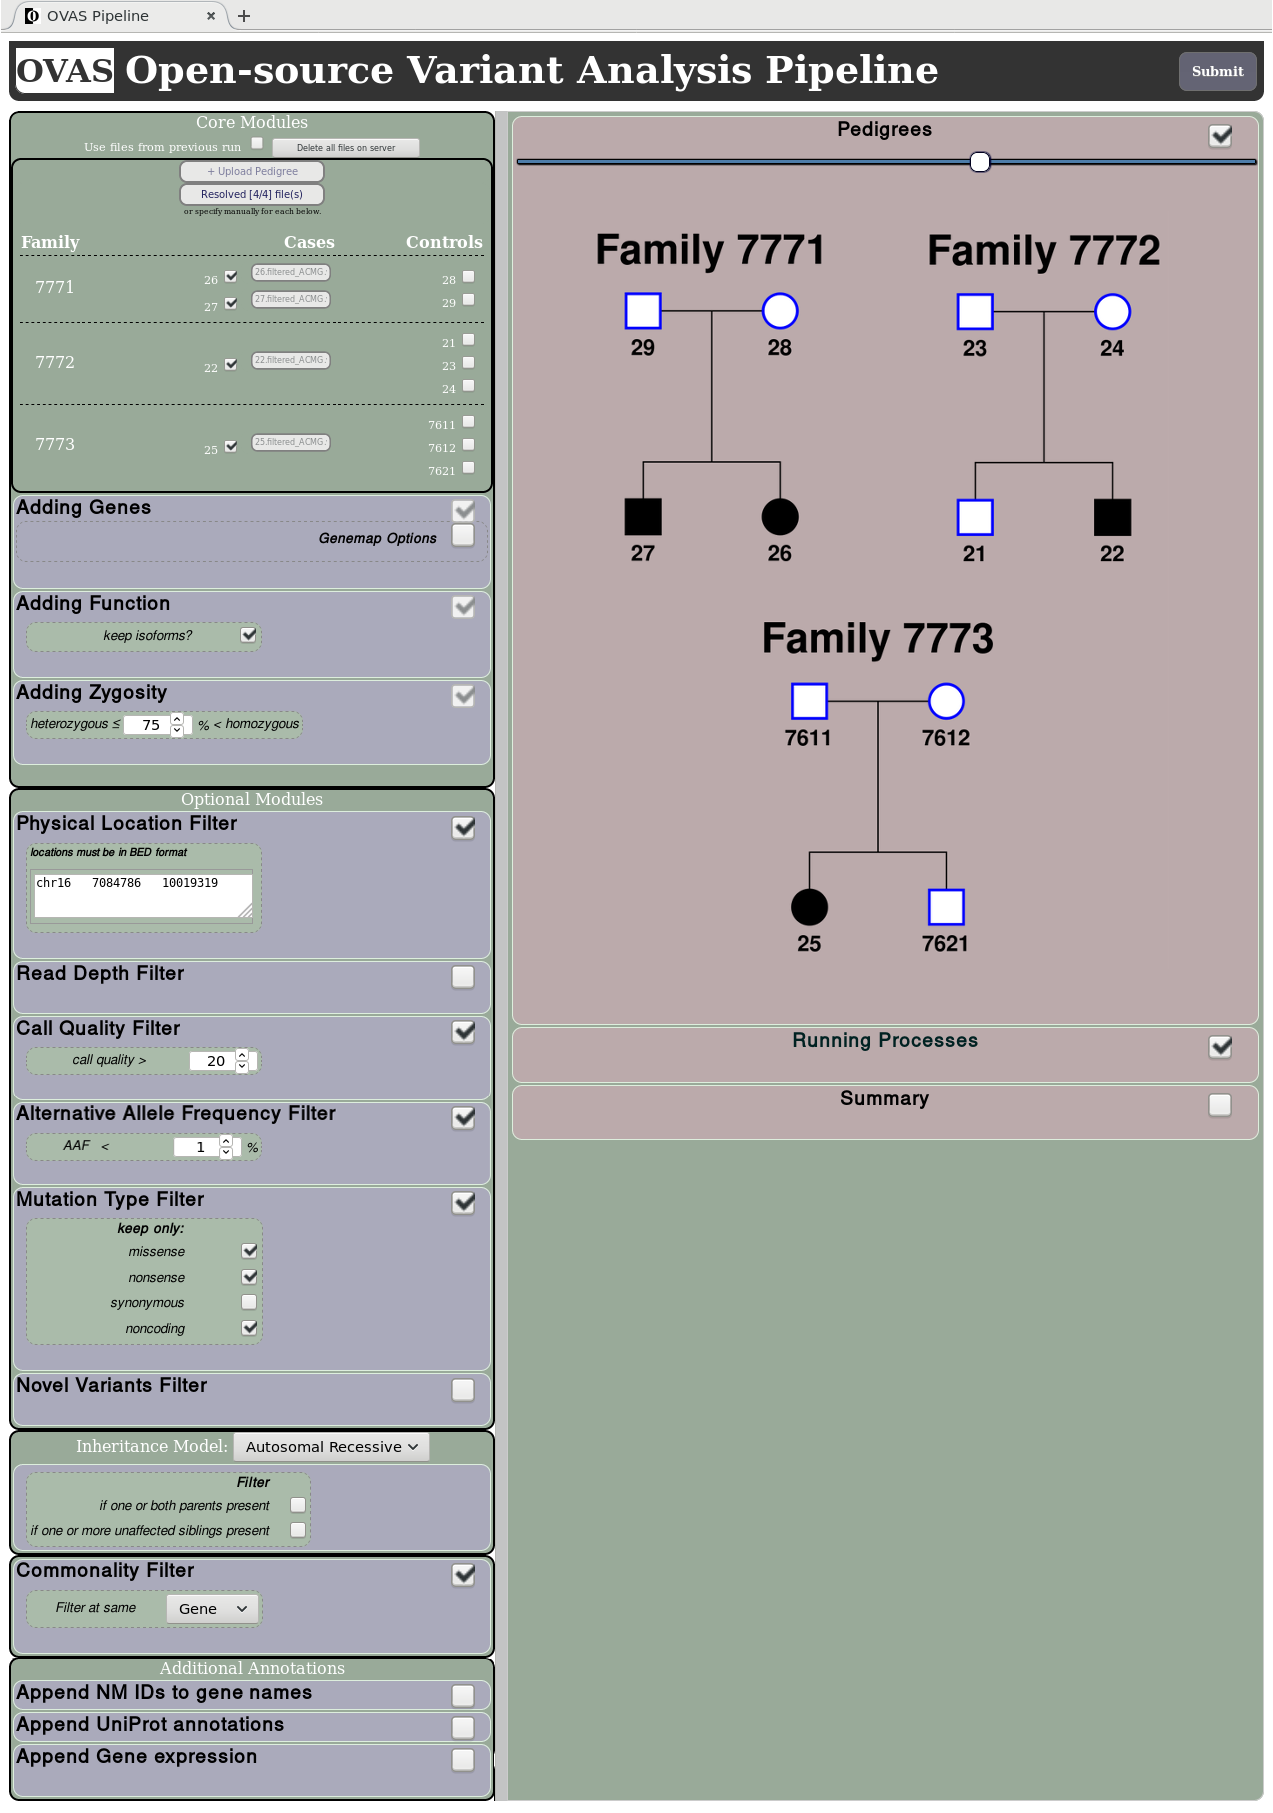 OVAS Pipeline
OVAS Open-source Variant Analysis Pipeline
Submit
Core Modules
Use files from previous run
Delete all files on server
+ Upload Pedigree
Resolved [4/4] file(s)
or specify manually for each below.
Family Cases Controls
7771
26 26.filtered_ACMG.
27 27.filtered_ACMG.
28
29
7772
22 22.filtered_ACMG.
21
23
24
7773
25 25.filtered_ACMG.
7611
7612
7621
Adding Genes
Genemap Options
Adding Function
keep isoforms?
Adding Zygosity
heterozygous ≤ 75 % < homozygous
Optional Modules
Physical Location Filter
locations must be in BED format
chr16 7084786 10019319
Read Depth Filter
Call Quality Filter
call quality > 20
Alternative Allele Frequency Filter
AAF < 1 %
Mutation Type Filter
keep only:
missense
nonsense
synonymous
noncoding
Novel Variants Filter
Inheritance Model: Autosomal Recessive
Filter
if one or both parents present
if one or more unaffected siblings present
Commonality Filter
Filter at same Gene
Additional Annotations
Append NM IDs to gene names
Append UniProt annotations
Append Gene expression
Pedigrees
Family 7771
29 28
27 26
Family 7772
23 24
21 22
Family 7773
7611 7612
25 7621
Running Processes
Summary